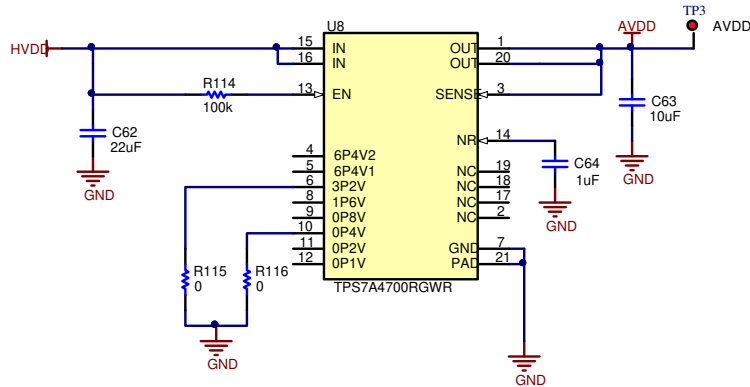 TP3
U8
HVDD
15 IN OUT 1
AVDD
AVDD
16 IN OUT 20
R114
100k
13 EN SENSE 3
C62
22uF
C63
10uF
NR 14
4 6P4V2
5 6P4V1 NC 19
6 3P2V NC 18
8 1P6V NC 17
9 0P8V NC 2
C64
1uF
GND
GND
GND
10 0P4V
11 0P2V GND 7
12 0P1V PAD 21
R115
0
R116
0
TPS7A4700RGWR
GND
GND